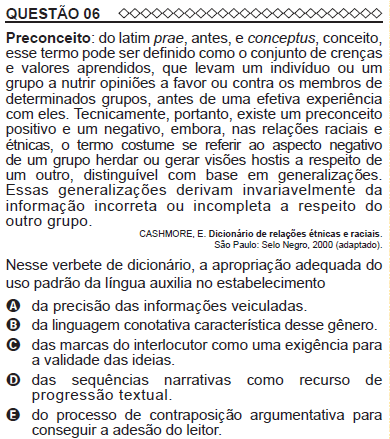 QUESTÃO 06
Preconceito: do latim prae, antes, e conceptus, conceito,
esse termo pode ser definido como o conjunto de crenças
e valores aprendidos, que levam um indivíduo ou um
grupo a nutrir opiniões a favor ou contra os membros de
determinados grupos, antes de uma efetiva experiência
com eles. Tecnicamente, portanto, existe um preconceito
positivo e um negativo, embora, nas relações raciais e
étnicas, o termo costume se referir ao aspecto negativo
de um grupo herdar ou gerar visões hostis a respeito de
um outro, distinguível com base em generalizações.
Essas generalizações derivam invariavelmente da
informação incorreta ou incompleta a respeito do
outro grupo.
CASHMORE, E. Dicionário de relações étnicas e raciais.
São Paulo: Selo Negro, 2000 (adaptado).
Nesse verbete de dicionário, a apropriação adequada do
uso padrão da língua auxilia no estabelecimento
A da precisão das informações veiculadas.
B da linguagem conotativa característica desse gênero.
C das marcas do interlocutor como uma exigência para
a validade das ideias.
D das sequências narrativas como recurso de
progressão textual.
E do processo de contraposição argumentativa para
conseguir a adesão do leitor.